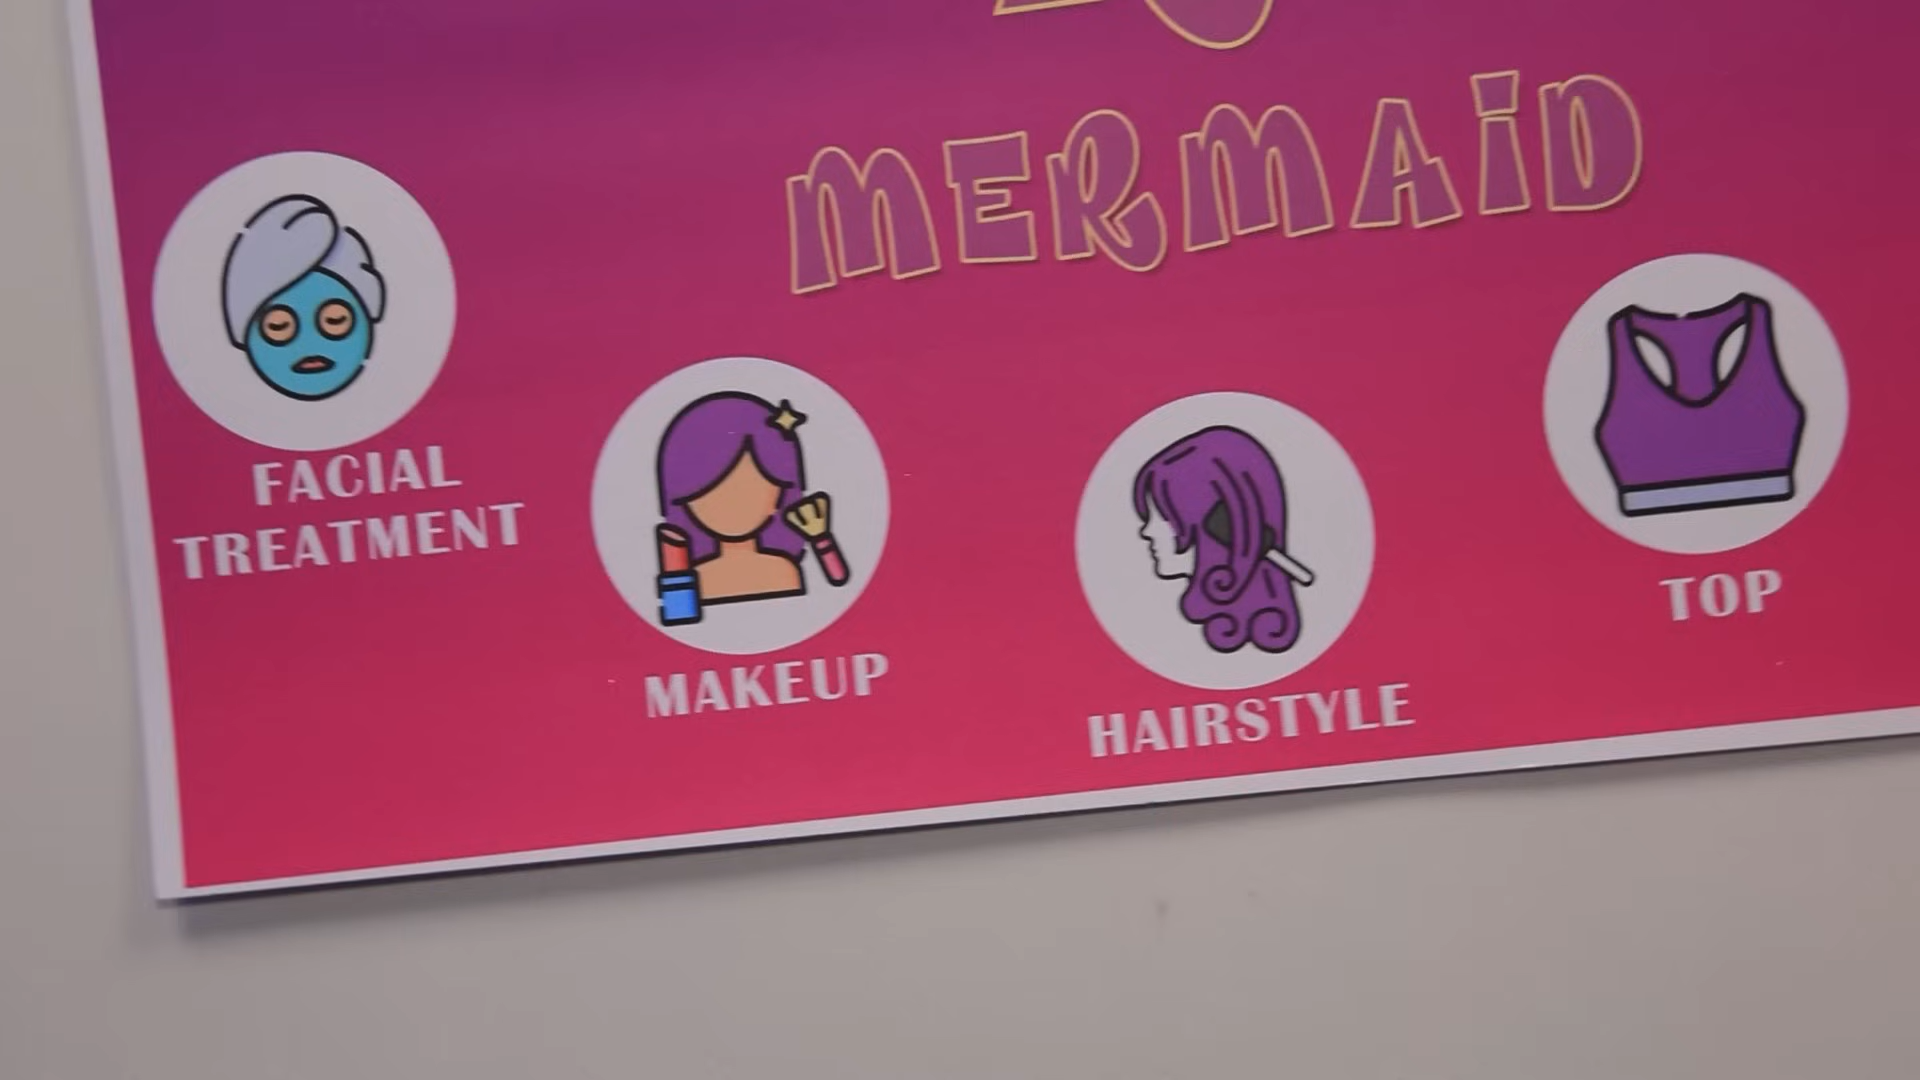 MERMAID
FACIAL
TREATMENT
MAKEUP
HAIRSTYLE
TOP